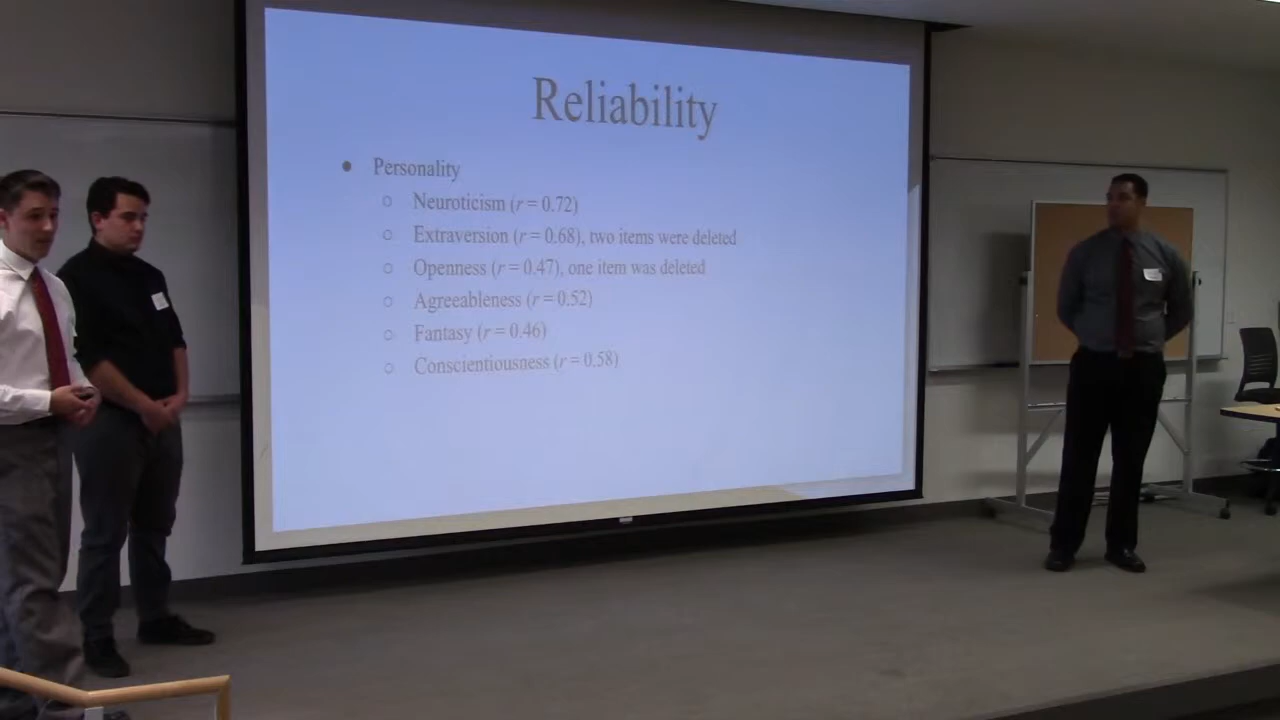 Reliability
● Personality
○ Neuroticism (r = 0.72)
○ Extraversion (r = 0.68), two items were deleted
○ Openness (r = 0.47), one item was deleted
○ Agreeableness (r = 0.52)
○ Fantasy (r = 0.46)
○ Conscientiousness (r = 0.58)